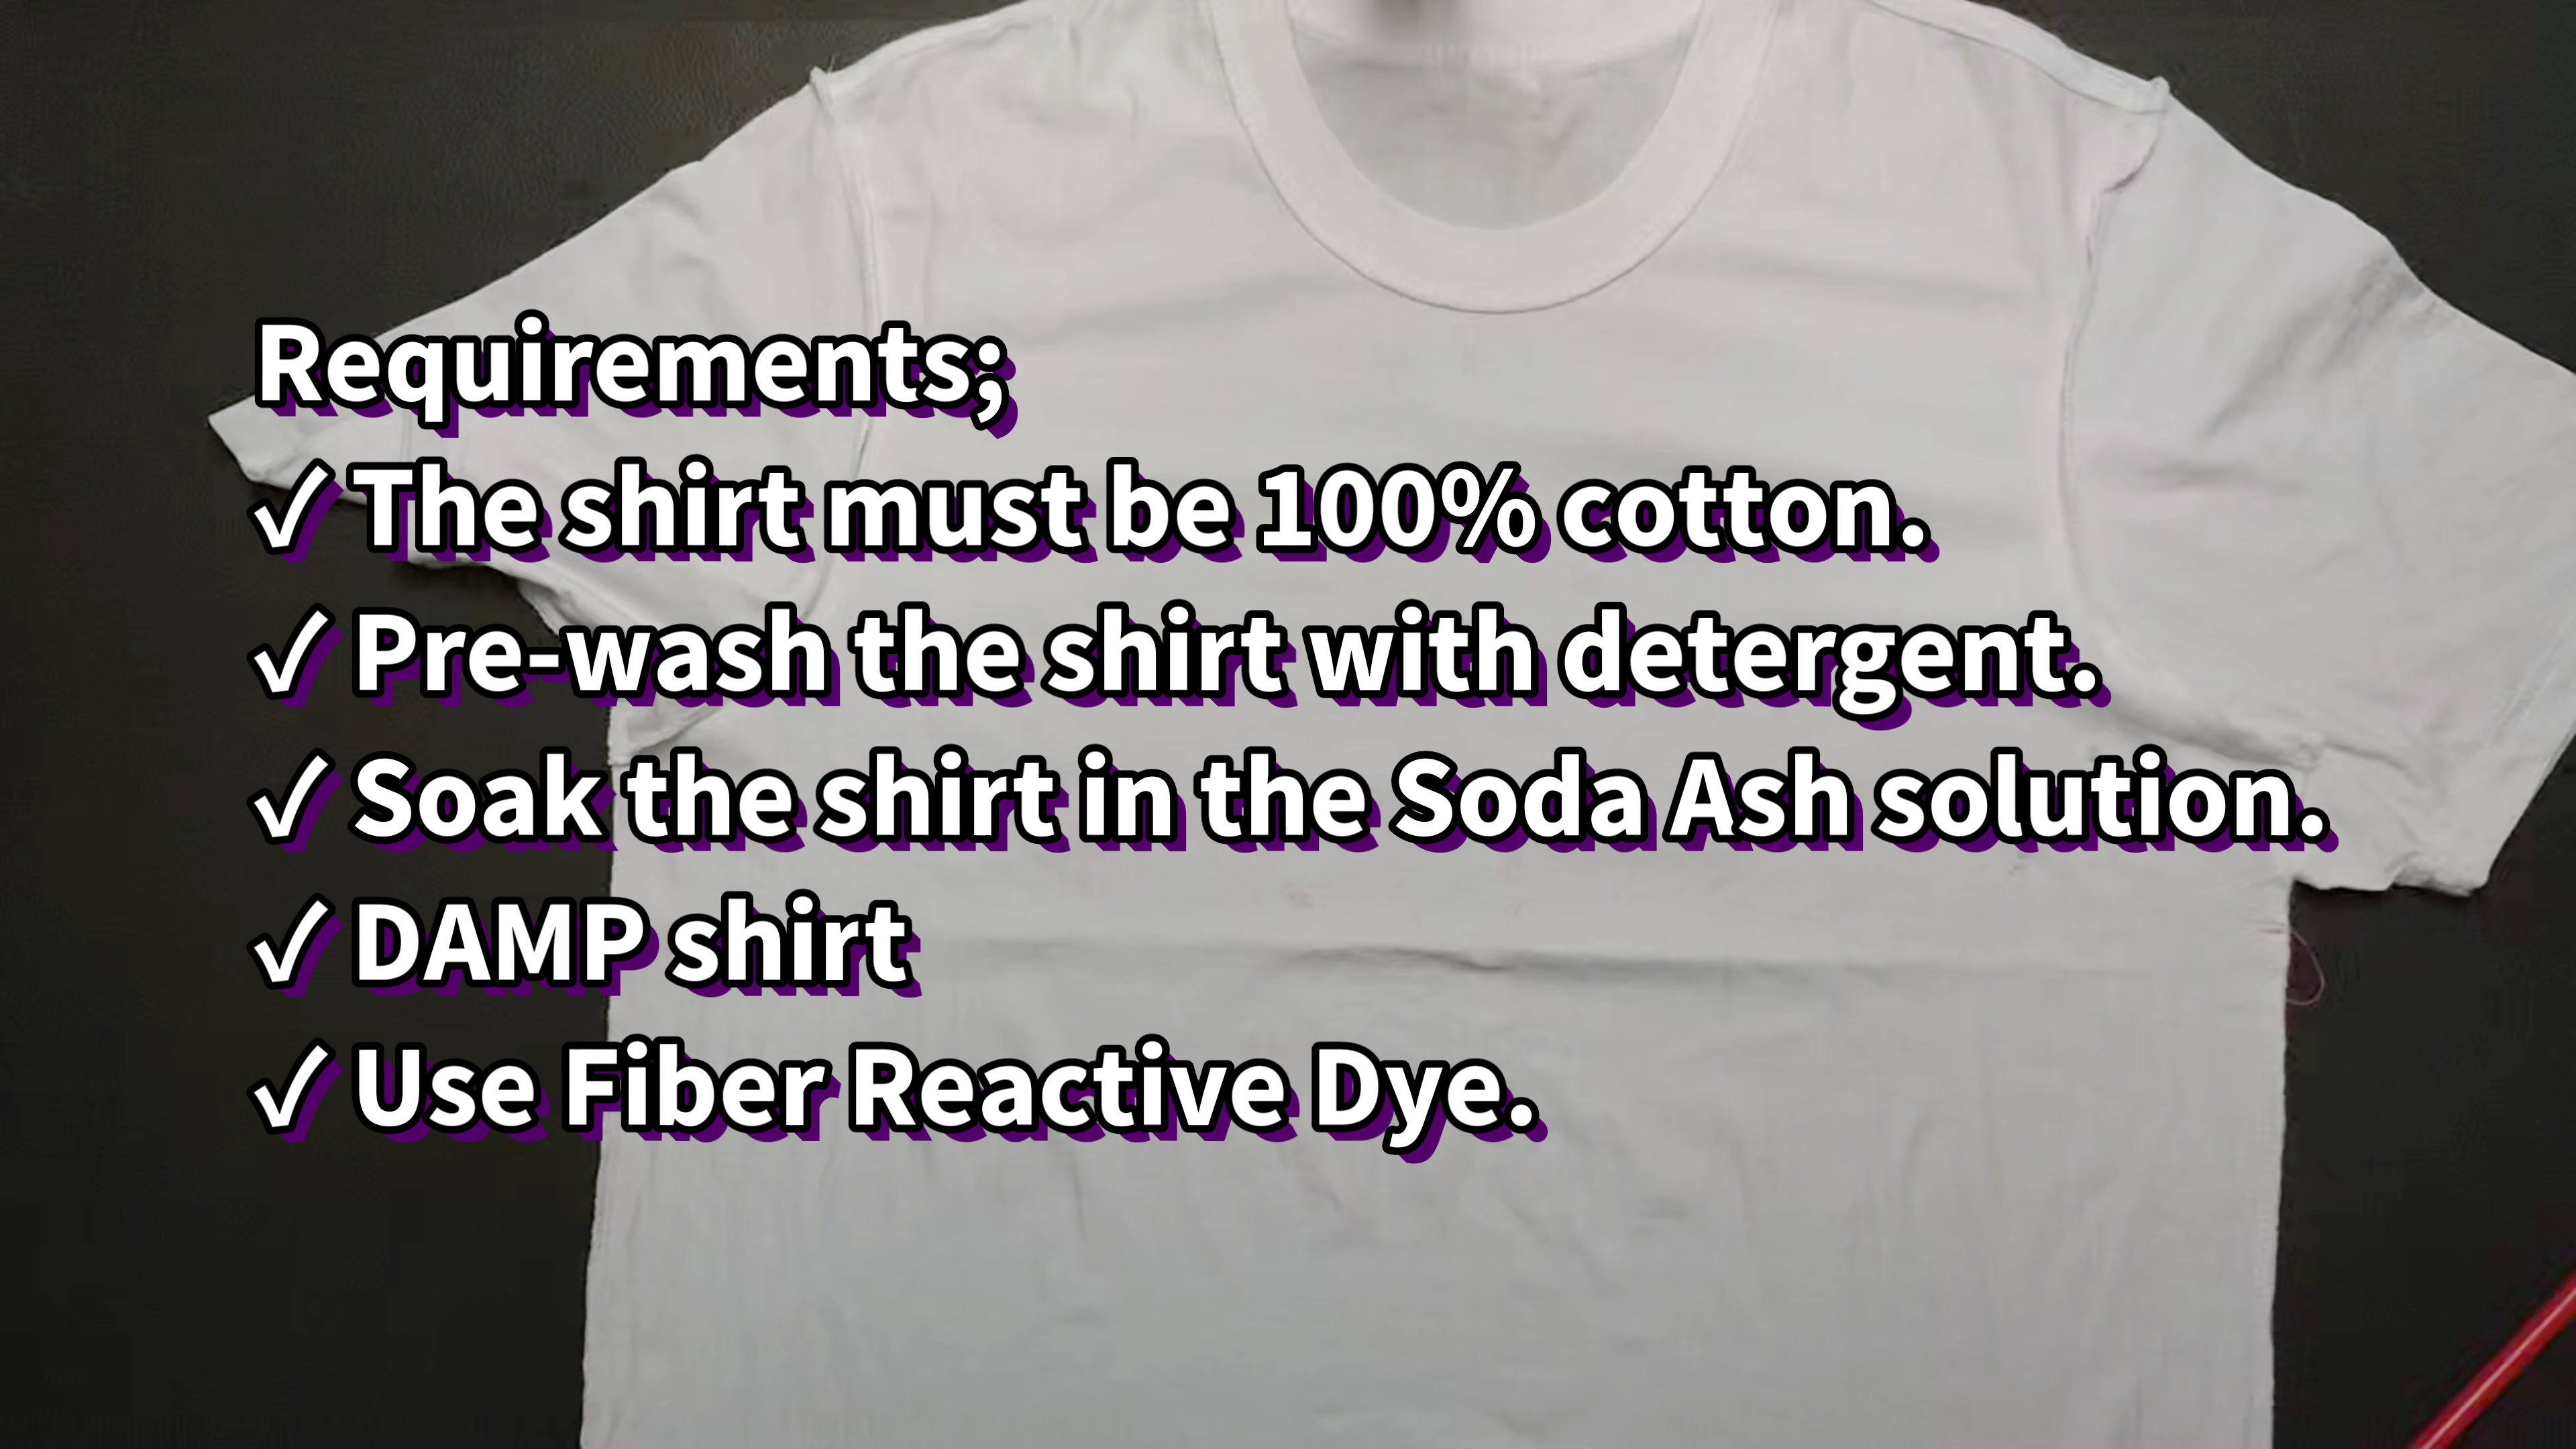 Requirements;
✓ The shirt must be 100% cotton.
✓ Pre-wash the shirt with detergent.
✓ Soak the shirt in the Soda Ash solution.
✓ DAMP shirt
✓ Use Fiber Reactive Dye.